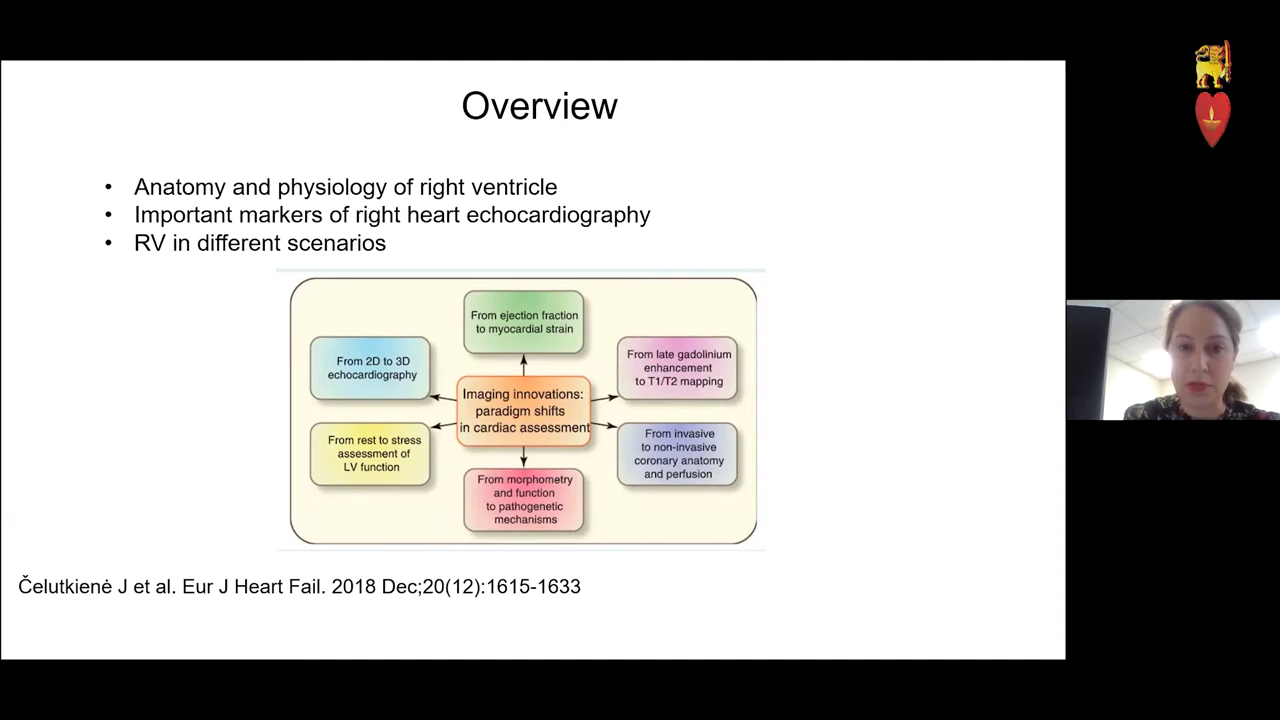 Overview
• Anatomy and physiology of right ventricle
• Important markers of right heart echocardiography
• RV in different scenarios
From ejection fraction
to myocardial strain
From 2D to 3D
echocardiography
From late gadolinium
enhancement
to T1/T2 mapping
Imaging innovations:
paradigm shifts
in cardiac assessment
From rest to stress
assessment of
LV function
From invasive
to non-invasive
coronary anatomy
and perfusion
From morphometry
and function
to pathogenetic
mechanisms
Čelutkienė J et al. Eur J Heart Fail. 2018 Dec;20(12):1615-1633